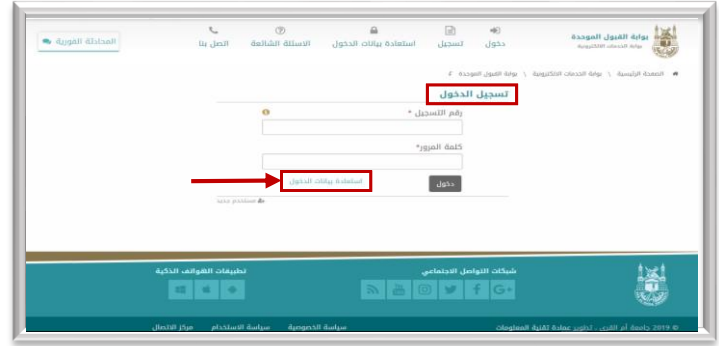 بوابة القبول الموحدة
بوابة الخدمات الالكترونية
دخول
تسجيل
استعادة بيانات الدخول
الاسئلة الشائعة
اتصل بنا
المحادثة الفورية
الصفحة الرئيسية \ بوابة الخدمات الالكترونية \ بوابة القبول الموحدة
تسجيل الدخول
رقم التسجيل *
كلمة المرور*
دخول
استعادة بيانات الدخول
مستخدم جديد
شبكات التواصل الاجتماعي
تطبيقات الهواتف الذكية
G+
© 2019 جامعة أم القرى ، تطوير عمادة تقنية المعلومات
سياسة الخصوصية
سياسة الاستخدام
مركز الاتصال